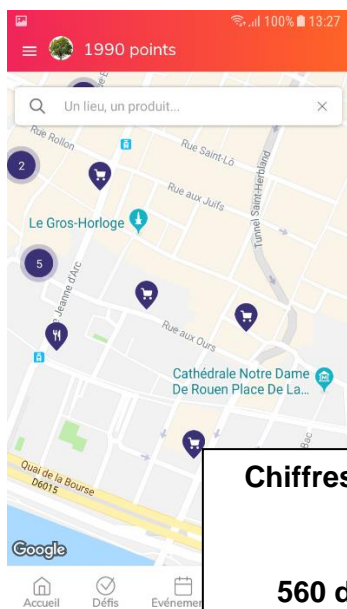 100% 13:27
1990 points
Un lieu, un produit...
Rue Rollon
Rue Saint-Lô
2
Rue aux Juifs
Tunnel Saint-Herbland
Le Gros-Horloge
5
Rue Jeanne d'Arc
Rue aux Ours
Cathédrale Notre Dame
De Rouen Place De La...
Bac
Quai de la Bourse
D6015
Google
Chiffres
560 d
Accueil
Défis
Événemen